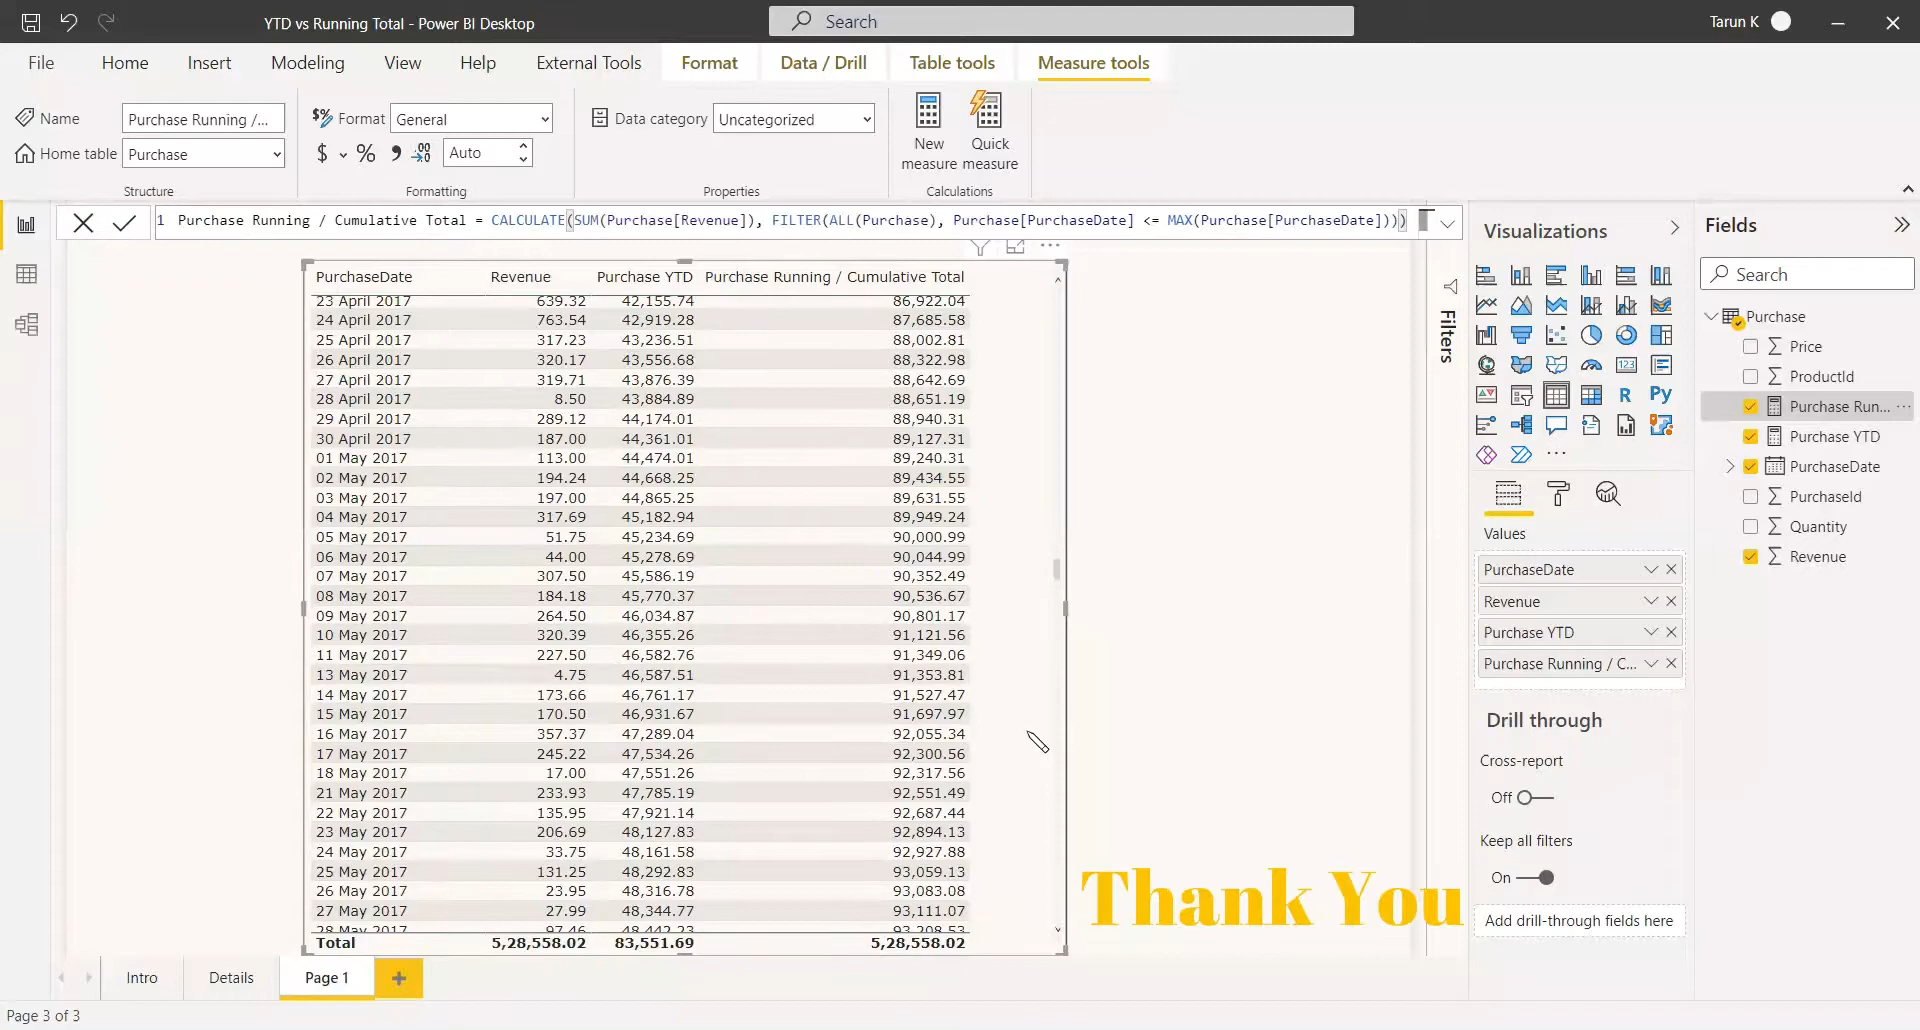 YTD vs Running Total - Power BI Desktop
Search
Tarun K
File Home Insert Modeling View Help External Tools Format Data / Drill Table tools Measure tools
Name Purchase Running /... Format General Data category Uncategorized New measure Quick measure
Home table Purchase $ % Auto
Structure Formatting Properties Calculations
1 Purchase Running / Cumulative Total = CALCULATE(SUM(Purchase[Revenue]), FILTER(ALL(Purchase), Purchase[PurchaseDate] <= MAX(Purchase[PurchaseDate])))
PurchaseDate Revenue Purchase YTD Purchase Running / Cumulative Total
23 April 2017 639.32 42,155.74 86,922.04
24 April 2017 763.54 42,919.28 87,685.58
25 April 2017 317.23 43,236.51 88,002.81
26 April 2017 320.17 43,556.68 88,322.98
27 April 2017 319.71 43,876.39 88,642.69
28 April 2017 8.50 43,884.89 88,651.19
29 April 2017 289.12 44,174.01 88,940.31
30 April 2017 187.00 44,361.01 89,127.31
01 May 2017 113.00 44,474.01 89,240.31
02 May 2017 194.24 44,668.25 89,434.55
03 May 2017 197.00 44,865.25 89,631.55
04 May 2017 317.69 45,182.94 89,949.24
05 May 2017 51.75 45,234.69 90,000.99
06 May 2017 44.00 45,278.69 90,044.99
07 May 2017 307.50 45,586.19 90,352.49
08 May 2017 184.18 45,770.37 90,536.67
09 May 2017 264.50 46,034.87 90,801.17
10 May 2017 320.39 46,355.26 91,121.56
11 May 2017 227.50 46,582.76 91,349.06
13 May 2017 4.75 46,587.51 91,353.81
14 May 2017 173.66 46,761.17 91,527.47
15 May 2017 170.50 46,931.67 91,697.97
16 May 2017 357.37 47,289.04 92,055.34
17 May 2017 245.22 47,534.26 92,300.56
18 May 2017 17.00 47,551.26 92,317.56
21 May 2017 233.93 47,785.19 92,551.49
22 May 2017 135.95 47,921.14 92,687.44
23 May 2017 206.69 48,127.83 92,894.13
24 May 2017 33.75 48,161.58 92,927.88
25 May 2017 131.25 48,292.83 93,059.13
26 May 2017 23.95 48,316.78 93,083.08
27 May 2017 27.99 48,344.77 93,111.07
28 May 2017 97.46 48,442.23 93,208.53
Total 5,28,558.02 83,551.69 5,28,558.02
Thank You
Filters
Visualizations
R Py
123
Values
PurchaseDate
Revenue
Purchase YTD
Purchase Running / C...
Drill through
Cross-report
Off
Keep all filters
On
Add drill-through fields here
Fields
Search
Purchase
Price
ProductId
Purchase Run... ...
Purchase YTD
PurchaseDate
PurchaseId
Quantity
Revenue
Intro Details Page 1 +
Page 3 of 3